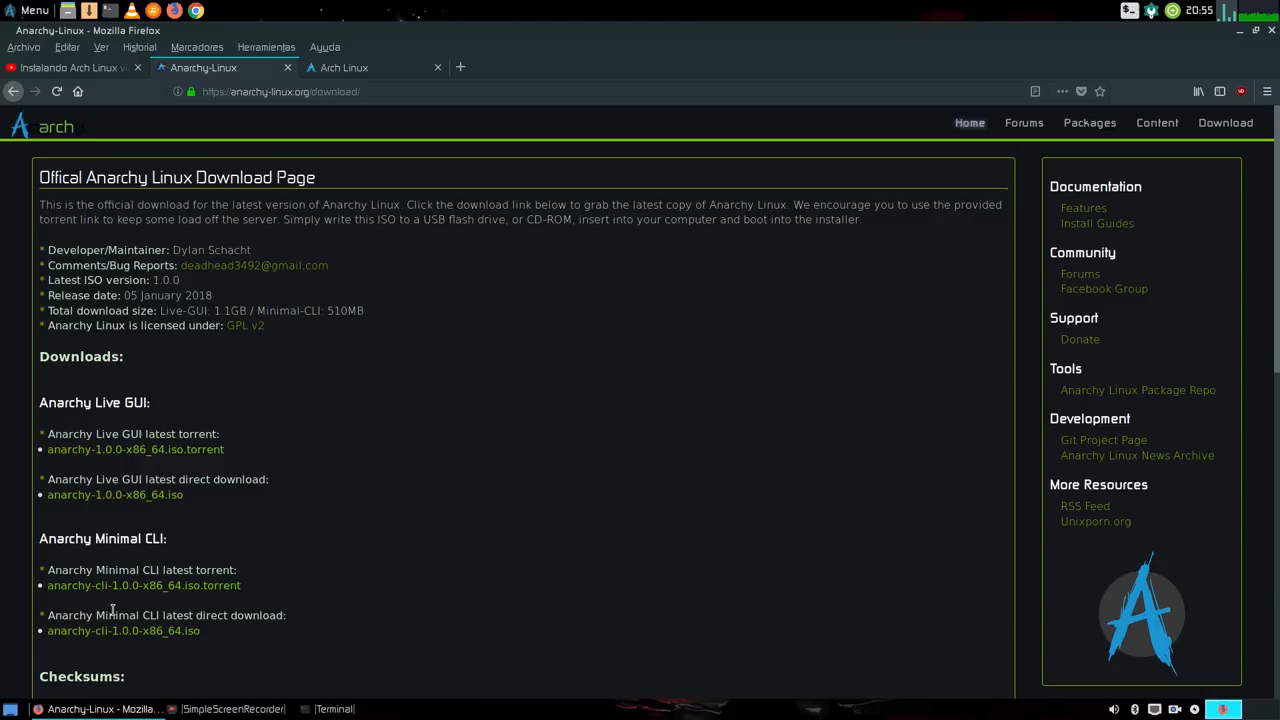 Menu
20:55
Anarchy-Linux - Mozilla Firefox
Archivo Editar Ver Historial Marcadores Herramientas Ayuda
Instalando Arch Linux v
Anarchy-Linux
Arch Linux
https://anarchy-linux.org/download/
arch
Home Forums Packages Content Download
Offical Anarchy Linux Download Page
This is the official download for the latest version of Anarchy Linux. Click the download link below to grab the latest copy of Anarchy Linux. We encourage you to use the provided
torrent link to keep some load off the server. Simply write this ISO to a USB flash drive, or CD-ROM, insert into your computer and boot into the installer.
* Developer/Maintainer: Dylan Schacht
* Comments/Bug Reports: deadhead3492@gmail.com
* Latest ISO version: 1.0.0
* Release date: 05 January 2018
* Total download size: Live-GUI: 1.1GB / Minimal-CLI: 510MB
* Anarchy Linux is licensed under: GPL v2
Downloads:
Anarchy Live GUI:
* Anarchy Live GUI latest torrent:
• anarchy-1.0.0-x86_64.iso.torrent
* Anarchy Live GUI latest direct download:
• anarchy-1.0.0-x86_64.iso
Anarchy Minimal CLI:
* Anarchy Minimal CLI latest torrent:
• anarchy-cli-1.0.0-x86_64.iso.torrent
* Anarchy Minimal CLI latest direct download:
• anarchy-cli-1.0.0-x86_64.iso
Checksums:
Documentation
Features
Install Guides
Community
Forums
Facebook Group
Support
Donate
Tools
Anarchy Linux Package Repo
Development
Git Project Page
Anarchy Linux News Archive
More Resources
RSS Feed
Unixporn.org
Anarchy-Linux - Mozilla...
[SimpleScreenRecorder]
[Terminal]